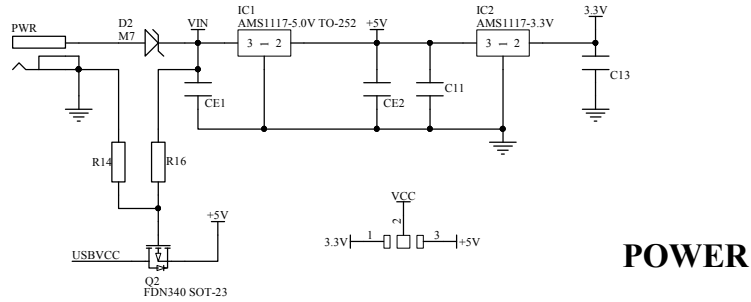 PWR
D2
M7
VIN
IC1
AMS1117-5.0V TO-252
3 1 2
+5V
IC2
AMS1117-3.3V
3 1 2
3.3V
CE1
CE2
C11
C13
R14
R16
USBVCC
+5V
Q2
FDN340 SOT-23
VCC
2
3.3V 1 3 +5V
POWER